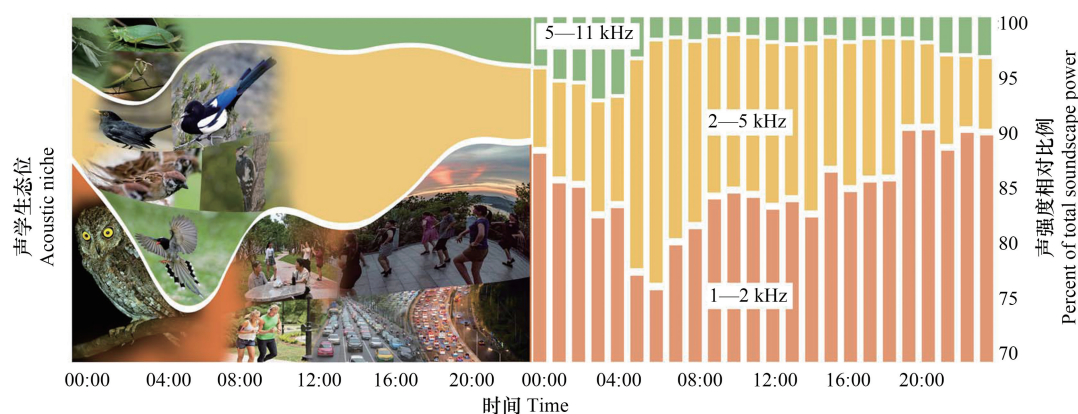 声学生态位
Acoustic niche
5—11 kHz
2—5 kHz
1—2 kHz
100
95
90
85
80
75
70
声强度相对比例
Percent of total soundscape power
00:00 04:00 08:00 12:00 16:00 20:00 00:00 04:00 08:00 12:00 16:00 20:00
时间 Time